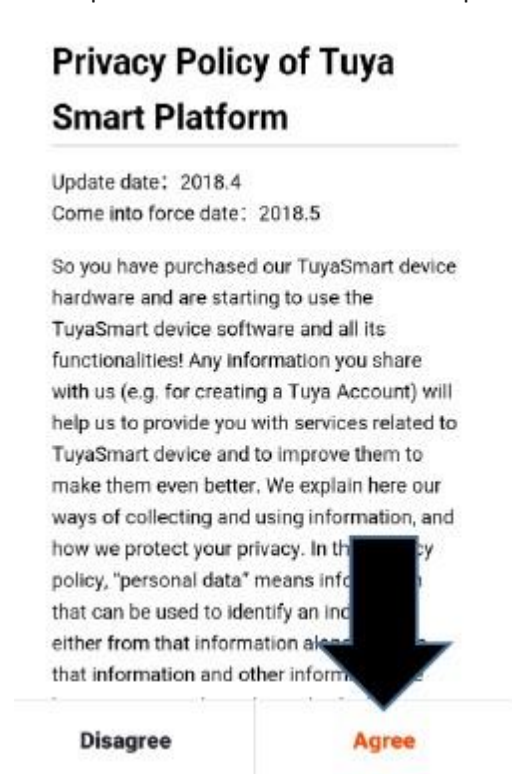 Privacy Policy of Tuya
Smart Platform
Update date: 2018.4
Come into force date: 2018.5
So you have purchased our TuyaSmart device
hardware and are starting to use the
TuyaSmart device software and all its
functionalities! Any information you share
with us (e.g. for creating a Tuya Account) will
help us to provide you with services related to
TuyaSmart device and to improve them to
make them even better. We explain here our
ways of collecting and using information, and
how we protect your privacy. In
policy, "personal data" means
that can be used to identify an
either from that information
that information and other
Disagree
Agree